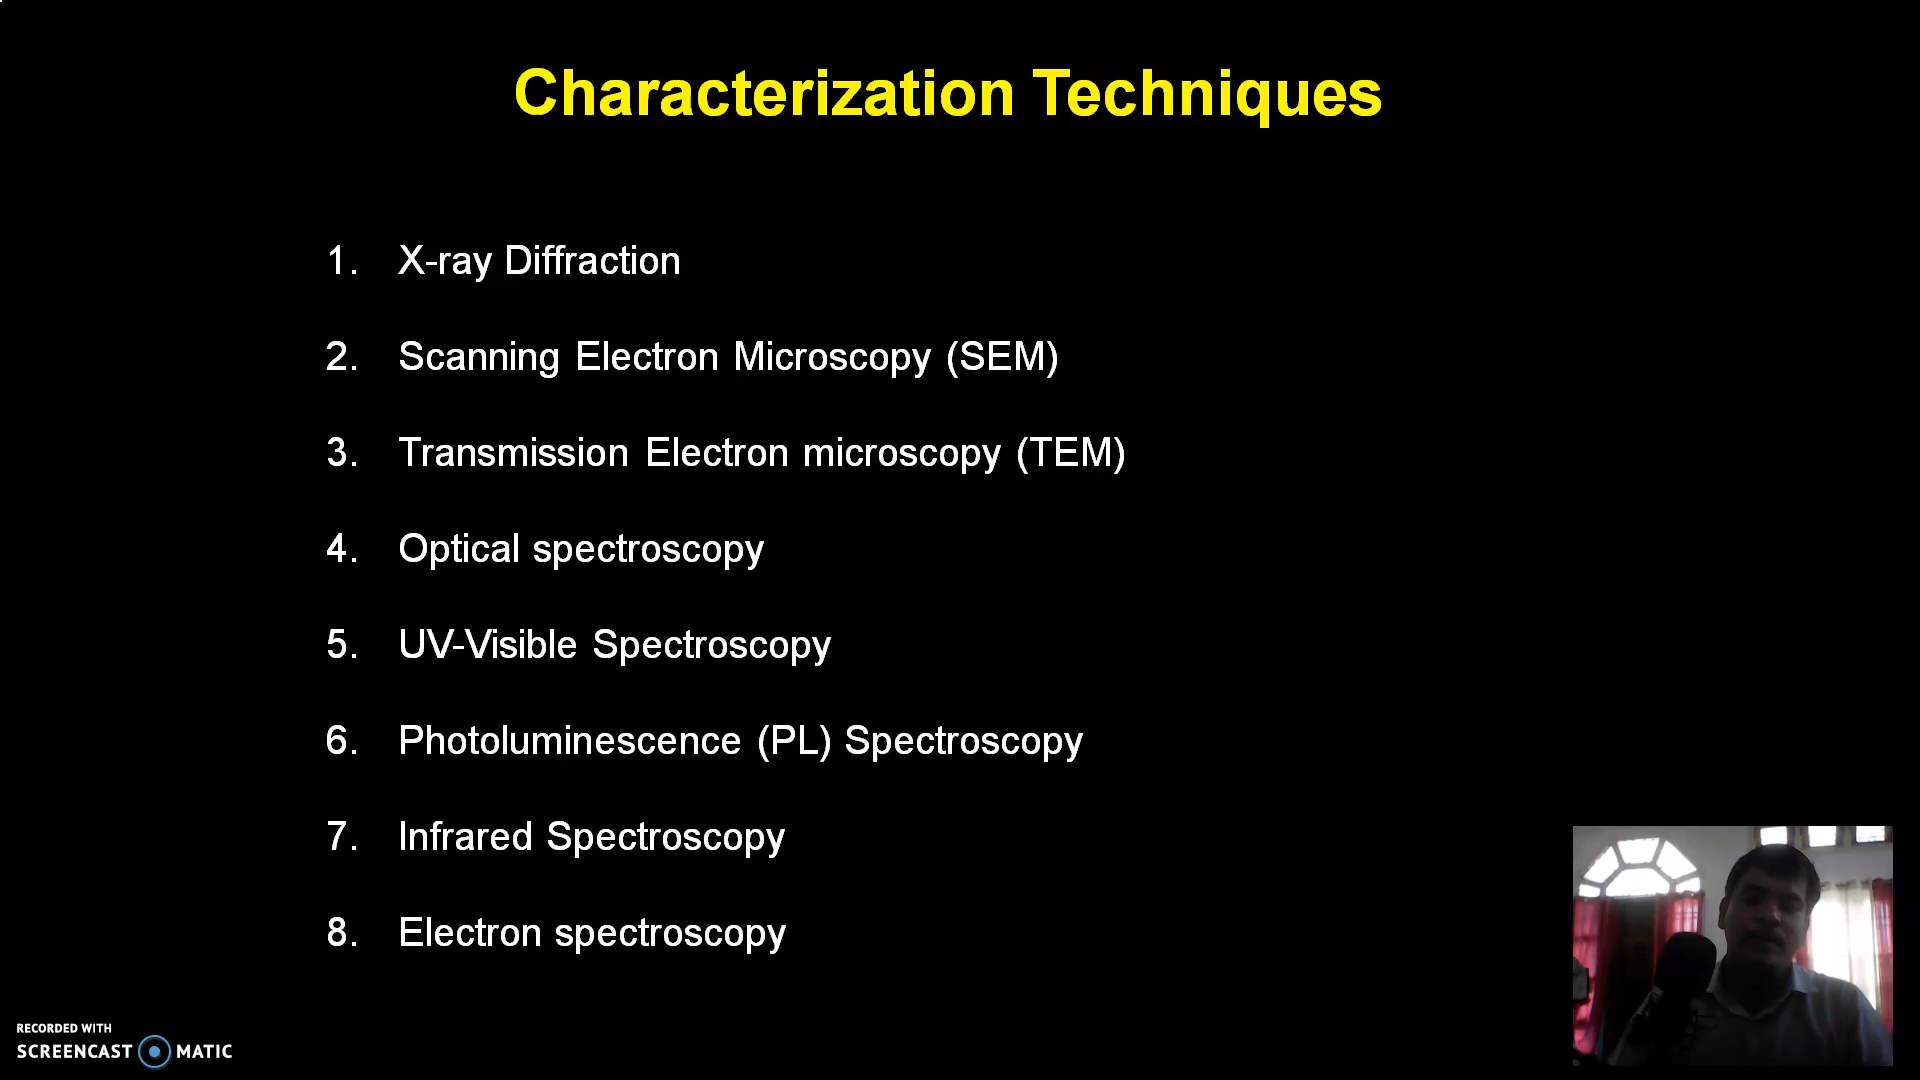 Characterization Techniques
1. X-ray Diffraction
2. Scanning Electron Microscopy (SEM)
3. Transmission Electron microscopy (TEM)
4. Optical spectroscopy
5. UV-Visible Spectroscopy
6. Photoluminescence (PL) Spectroscopy
7. Infrared Spectroscopy
8. Electron spectroscopy
RECORDED WITH
SCREENCAST MATIC